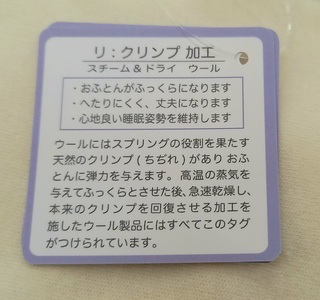 リ：クリンプ 加工
スチーム＆ドライ ウール
・おふとんがふっくらになります
・へたりにくく、丈夫になります
・心地良い睡眠姿勢を維持します
ウールにはスプリングの役割を果たす
天然のクリンプ(ちぢれ)があり おふ
とんに弾力を与えます。高温の蒸気を
与えてふっくらとさせた後、急速乾燥し、
本来のクリンプを回復させる加工を
施したウール製品にはすべてこのタグ
がつけられています。